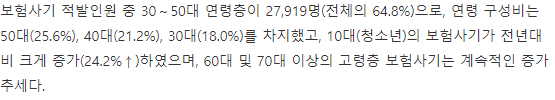 보험사기 적발인원 중 30～50대 연령층이 27,919명(전체의 64.8%)으로, 연령 구성비는
50대(25.6%), 40대(21.2%), 30대(18.0%)를 차지했고, 10대(청소년)의 보험사기가 전년대
비 크게 증가(24.2%↑)하였으며, 60대 및 70대 이상의 고령층 보험사기는 계속적인 증가
추세다.